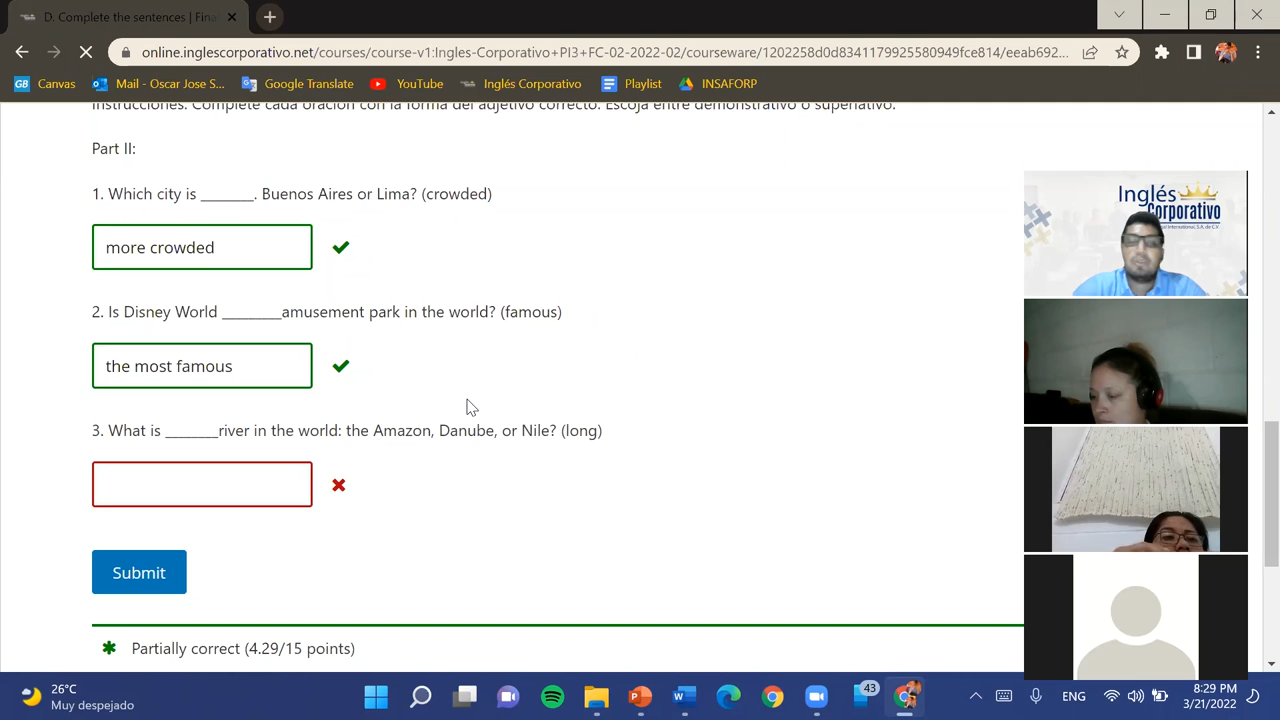 D. Complete the sentences | Fina
online.inglescorporativo.net/courses/course-v1:Ingles-Corporativo+PI3+FC-02-2022-02/courseware/1202258d0d8341179925580949fce814/eeab692...
Canvas
Mail - Oscar Jose S...
Google Translate
YouTube
Inglés Corporativo
Playlist
INSAFORP
Instrucciones: Complete cada oración con la forma del adjetivo correcto. Escoja entre demonstrativo o superlativo.
Part II:
1. Which city is _______. Buenos Aires or Lima? (crowded)
more crowded
2. Is Disney World ________amusement park in the world? (famous)
the most famous
3. What is _______river in the world: the Amazon, Danube, or Nile? (long)
Submit
Partially correct (4.29/15 points)
Inglés
Corporativo
26°C
Muy despejado
43
ENG
8:29 PM
3/21/2022